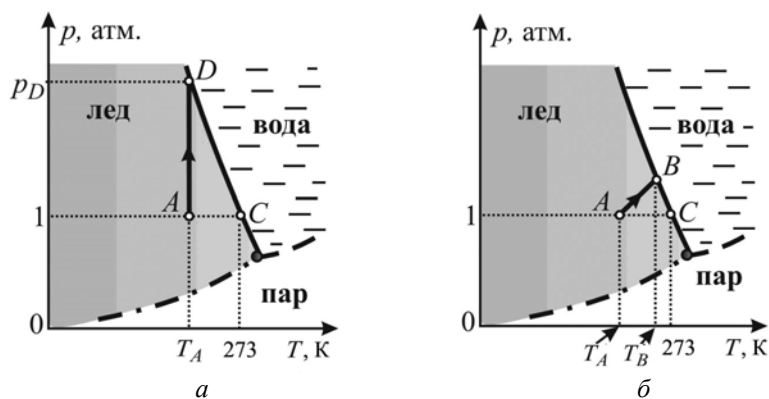 p, атм.
p_D
D
лед
вода
A
1
C
пар
0
T_A
273
T, К
а
p, атм.
лед
вода
B
A
1
C
пар
0
T_A
T_B
273
T, К
б